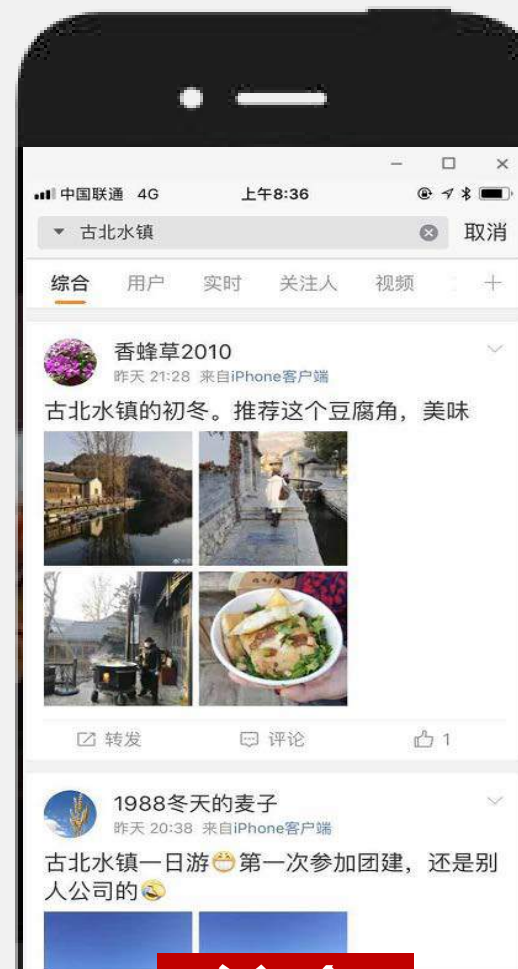 中国联通 4G 上午8:36
古北水镇 取消
综合 用户 实时 关注人 视频
香蜂草2010
昨天 21:28 来自iPhone客户端
古北水镇的初冬。推荐这个豆腐角，美味
转发 评论 1
1988冬天的麦子
昨天 20:38 来自iPhone客户端
古北水镇一日游😁第一次参加团建，还是别
人公司的🤣